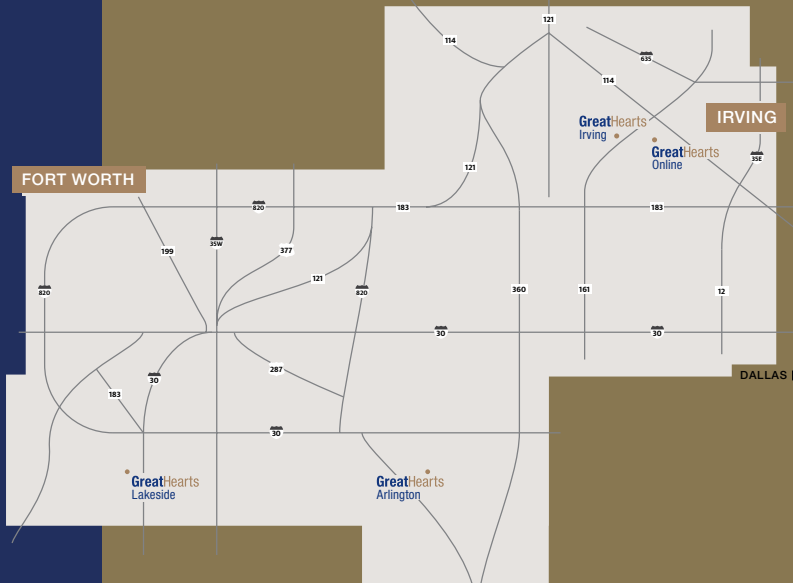 121
114
635
114
IRVING
GreatHearts
Irving
GreatHearts
Online
35E
121
FORT WORTH
820
183
183
199
35W
377
121
820
820
360
161
12
30
30
287
30
183
DALLAS
30
GreatHearts
Lakeside
GreatHearts
Arlington